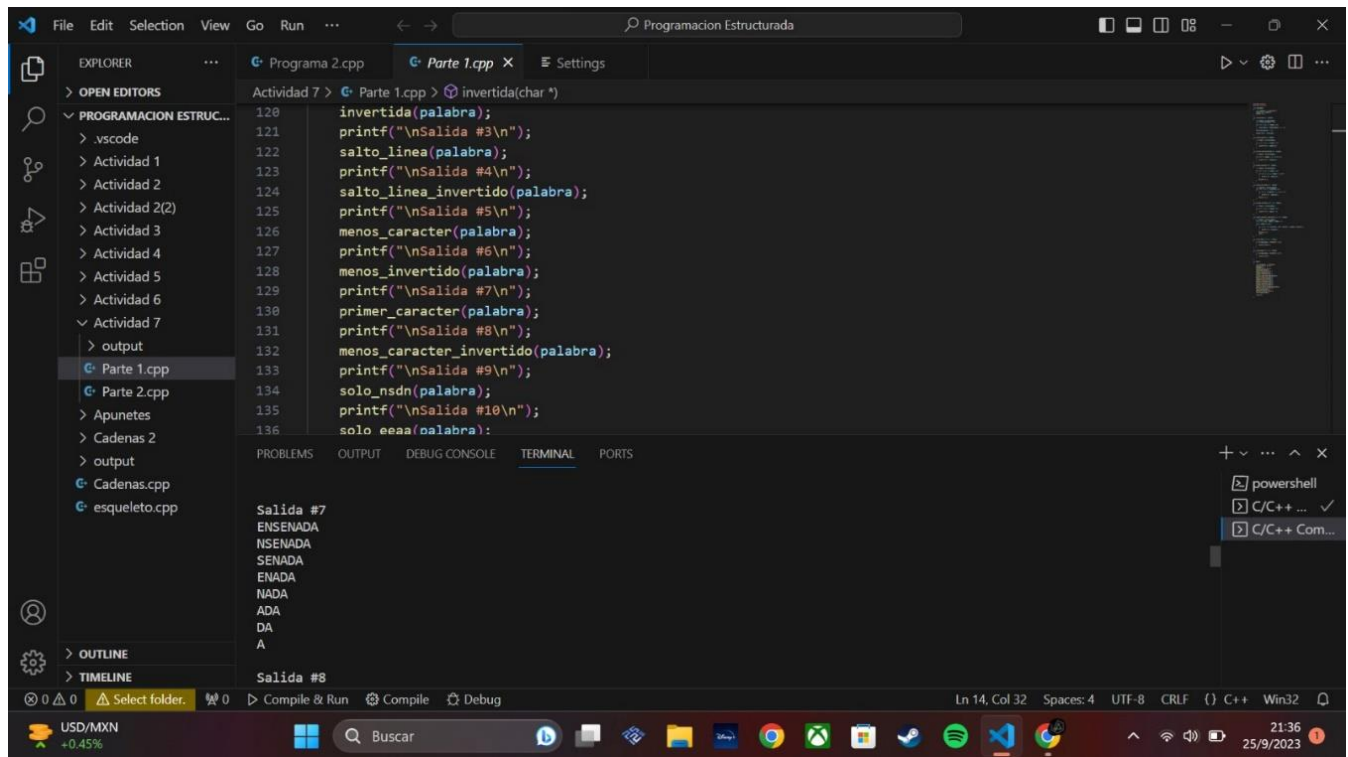 File Edit Selection View Go Run ··· Programacion Estructurada
EXPLORER ···
> OPEN EDITORS
PROGRAMACION ESTRUC...
> .vscode
> Actividad 1
> Actividad 2
> Actividad 2(2)
> Actividad 3
> Actividad 4
> Actividad 5
> Actividad 6
Actividad 7
> output
Parte 1.cpp
Parte 2.cpp
> Apunetes
> Cadenas 2
> output
Cadenas.cpp
esqueleto.cpp
> OUTLINE
> TIMELINE
Programa 2.cpp Parte 1.cpp Settings
Actividad 7 > Parte 1.cpp > invertida(char *)
120 invertida(palabra);
121 printf("\nSalida #3\n");
122 salto_linea(palabra);
123 printf("\nSalida #4\n");
124 salto_linea_invertido(palabra);
125 printf("\nSalida #5\n");
126 menos_caracter(palabra);
127 printf("\nSalida #6\n");
128 menos_invertido(palabra);
129 printf("\nSalida #7\n");
130 primer_caracter(palabra);
131 printf("\nSalida #8\n");
132 menos_caracter_invertido(palabra);
133 printf("\nSalida #9\n");
134 solo_nsdn(palabra);
135 printf("\nSalida #10\n");
136 solo_eeaa(palabra);
PROBLEMS OUTPUT DEBUG CONSOLE TERMINAL PORTS
Salida #7
ENSENADA
NSENADA
SENADA
ENADA
NADA
ADA
DA
A
Salida #8
powershell
C/C++ ...
C/C++ Com...
0 0 Select folder. 0 Compile & Run Compile Debug Ln 14, Col 32 Spaces: 4 UTF-8 CRLF {} C++ Win32
USD/MXN
+0.45%
Buscar
21:36
25/9/2023
1